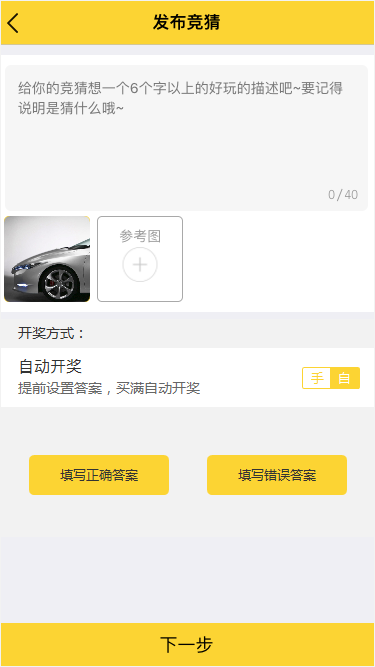 发布竞猜
给你的竞猜想一个6个字以上的好玩的描述吧~要记得
说明是猜什么哦~
0/40
参考图
开奖方式：
自动开奖
提前设置答案，买满自动开奖
手 自
填写正确答案 填写错误答案
下一步